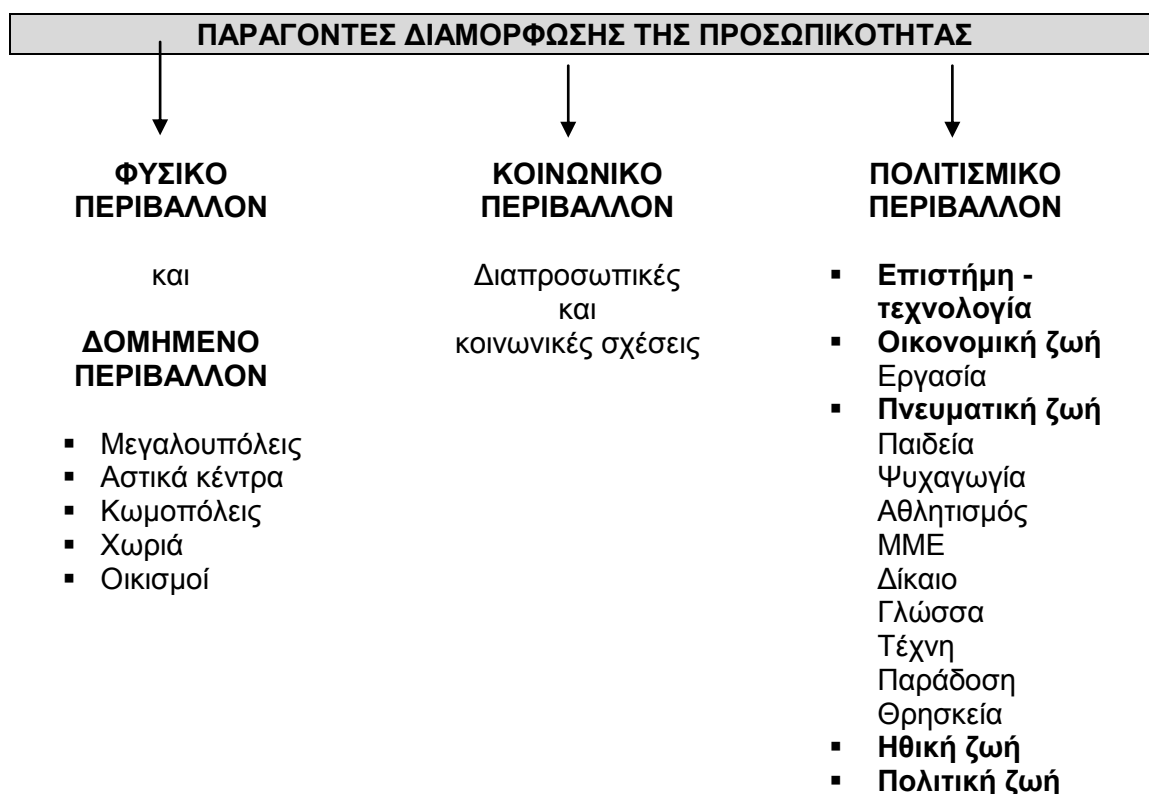 ΠΑΡΑΓΟΝΤΕΣ ΔΙΑΜΟΡΦΩΣΗΣ ΤΗΣ ΠΡΟΣΩΠΙΚΟΤΗΤΑΣ
ΦΥΣΙΚΟ
ΠΕΡΙΒΑΛΛΟΝ
και
ΔΟΜΗΜΕΝΟ
ΠΕΡΙΒΑΛΛΟΝ
▪ Μεγαλουπόλεις
▪ Αστικά κέντρα
▪ Κωμοπόλεις
▪ Χωριά
▪ Οικισμοί
ΚΟΙΝΩΝΙΚΟ
ΠΕΡΙΒΑΛΛΟΝ
Διαπροσωπικές
και
κοινωνικές σχέσεις
ΠΟΛΙΤΙΣΜΙΚΟ
ΠΕΡΙΒΑΛΛΟΝ
▪ Επιστήμη -
τεχνολογία
▪ Οικονομική ζωή
Εργασία
▪ Πνευματική ζωή
Παιδεία
Ψυχαγωγία
Αθλητισμός
ΜΜΕ
Δίκαιο
Γλώσσα
Τέχνη
Παράδοση
Θρησκεία
▪ Ηθική ζωή
▪ Πολιτική ζωή